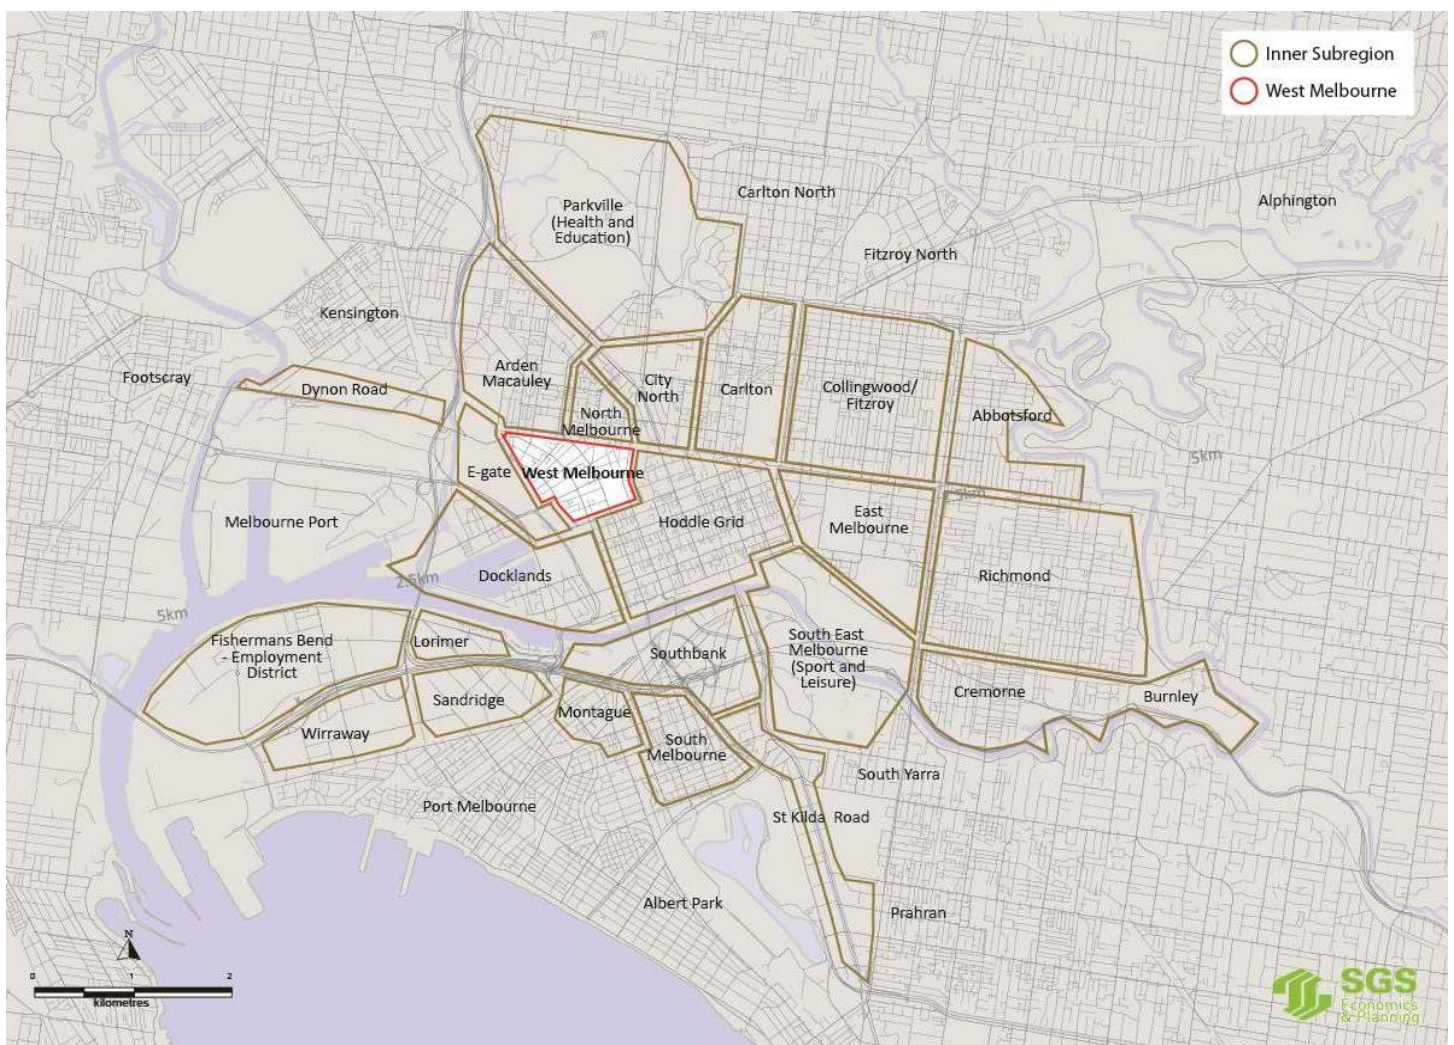 Inner Subregion
West Melbourne
Carlton North
Alphington
Parkville
(Health and
Education)
Fitzroy North
Kensington
Footscray
Dynon Road
Arden
Macauley
City
North
Carlton
Collingwood/
Fitzroy
Abbotsford
North
Melbourne
E-gate
West Melbourne
5km
Melbourne Port
Hoddle Grid
East
Melbourne
Richmond
Docklands
2.5km
5km
Fishermans Bend
- Employment
District
Lorimer
Southbank
South East
Melbourne
(Sport and
Leisure)
Cremorne
Burnley
Sandridge
Montague
Wirraway
South
Melbourne
South Yarra
Port Melbourne
St Kilda Road
Albert Park
Prahran
N
0 1 2
kilometres
SGS
Economics
& Planning